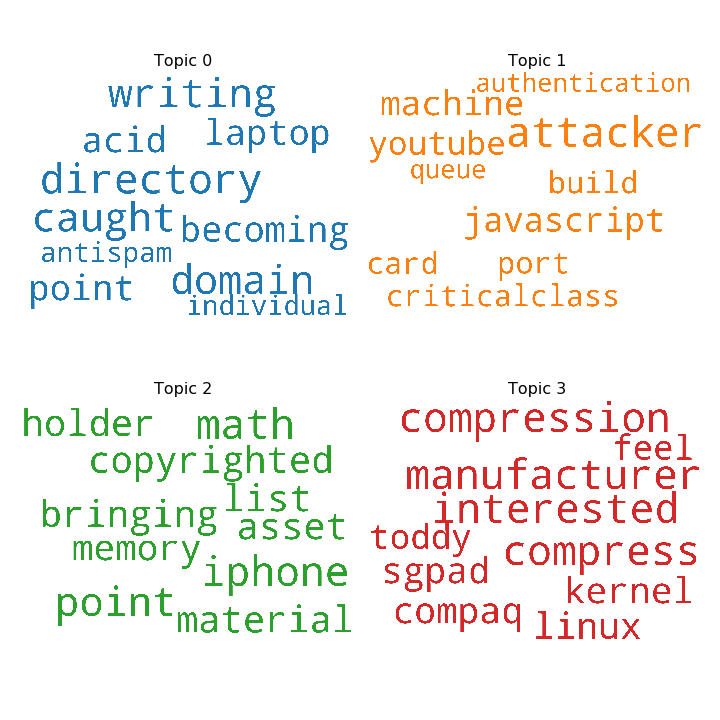 Topic 0
writing
acid
laptop
directory
caught
becoming
antispam
point
domain
individual
Topic 1
authentication
machine
youtube
attacker
queue
build
javascript
card
port
criticalclass
Topic 2
holder
math
copyrighted
list
bringing
asset
memory
iphone
point
material
Topic 3
compression
feel
manufacturer
interested
toddy
compress
sgpad
kernel
compaq
linux